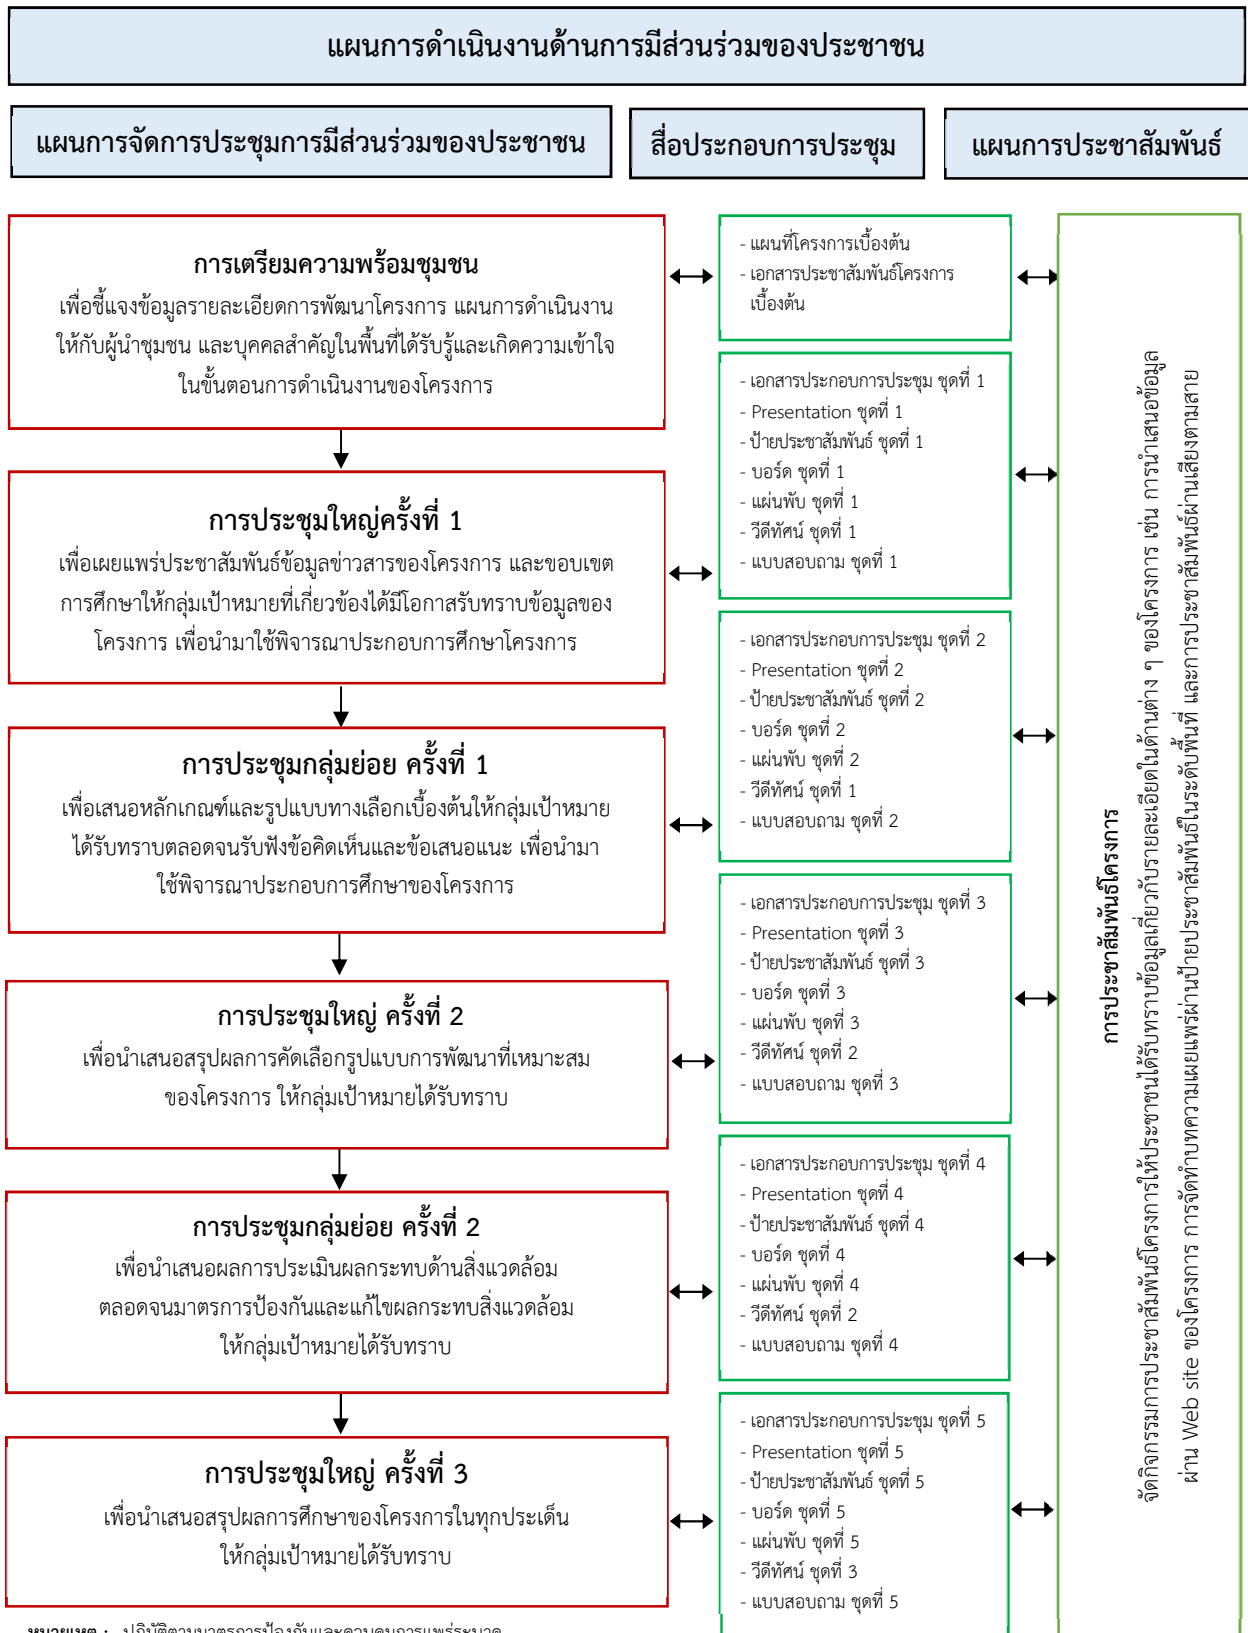 แผนการดำเนินงานด้านการมีส่วนร่วมของประชาชน
แผนการจัดการประชุมการมีส่วนร่วมของประชาชน
สื่อประกอบการประชุม
แผนการประชาสัมพันธ์
การเตรียมความพร้อมชุมชน
เพื่อชี้แจงข้อมูลรายละเอียดการพัฒนาโครงการ แผนการดำเนินงาน
ให้กับผู้นำชุมชน และบุคคลสำคัญในพื้นที่ได้รับรู้และเกิดความเข้าใจ
ในขั้นตอนการดำเนินงานของโครงการ
- แผนที่โครงการเบื้องต้น
- เอกสารประชาสัมพันธ์โครงการ
เบื้องต้น
การประชุมใหญ่ครั้งที่ 1
เพื่อเผยแพร่ประชาสัมพันธ์ข้อมูลข่าวสารของโครงการ และขอบเขต
การศึกษาให้กลุ่มเป้าหมายที่เกี่ยวข้องได้มีโอกาสรับทราบข้อมูลของ
โครงการ เพื่อนำมาใช้พิจารณาประกอบการศึกษาโครงการ
- เอกสารประกอบการประชุม ชุดที่ 1
- Presentation ชุดที่ 1
- ป้ายประชาสัมพันธ์ ชุดที่ 1
- บอร์ด ชุดที่ 1
- แผ่นพับ ชุดที่ 1
- วีดีทัศน์ ชุดที่ 1
- แบบสอบถาม ชุดที่ 1
การประชุมกลุ่มย่อย ครั้งที่ 1
เพื่อเสนอหลักเกณฑ์และรูปแบบทางเลือกเบื้องต้นให้กลุ่มเป้าหมาย
ได้รับทราบตลอดจนรับฟังข้อคิดเห็นและข้อเสนอแนะ เพื่อนำมา
ใช้พิจารณาประกอบการศึกษาของโครงการ
- เอกสารประกอบการประชุม ชุดที่ 2
- Presentation ชุดที่ 2
- ป้ายประชาสัมพันธ์ ชุดที่ 2
- บอร์ด ชุดที่ 2
- แผ่นพับ ชุดที่ 2
- วีดีทัศน์ ชุดที่ 1
- แบบสอบถาม ชุดที่ 2
การประชุมใหญ่ ครั้งที่ 2
เพื่อนำเสนอสรุปผลการคัดเลือกรูปแบบการพัฒนาที่เหมาะสม
ของโครงการ ให้กลุ่มเป้าหมายได้รับทราบ
- เอกสารประกอบการประชุม ชุดที่ 3
- Presentation ชุดที่ 3
- ป้ายประชาสัมพันธ์ ชุดที่ 3
- บอร์ด ชุดที่ 3
- แผ่นพับ ชุดที่ 3
- วีดีทัศน์ ชุดที่ 2
- แบบสอบถาม ชุดที่ 3
การประชุมกลุ่มย่อย ครั้งที่ 2
เพื่อนำเสนอผลการประเมินผลกระทบด้านสิ่งแวดล้อม
ตลอดจนมาตรการป้องกันและแก้ไขผลกระทบสิ่งแวดล้อม
ให้กลุ่มเป้าหมายได้รับทราบ
- เอกสารประกอบการประชุม ชุดที่ 4
- Presentation ชุดที่ 4
- ป้ายประชาสัมพันธ์ ชุดที่ 4
- บอร์ด ชุดที่ 4
- แผ่นพับ ชุดที่ 4
- วีดีทัศน์ ชุดที่ 2
- แบบสอบถาม ชุดที่ 4
การประชุมใหญ่ ครั้งที่ 3
เพื่อนำเสนอสรุปผลการศึกษาของโครงการในทุกประเด็น
ให้กลุ่มเป้าหมายได้รับทราบ
- เอกสารประกอบการประชุม ชุดที่ 5
- Presentation ชุดที่ 5
- ป้ายประชาสัมพันธ์ ชุดที่ 5
- บอร์ด ชุดที่ 5
- แผ่นพับ ชุดที่ 5
- วีดีทัศน์ ชุดที่ 3
- แบบสอบถาม ชุดที่ 5
การประชาสัมพันธ์โครงการ
จัดกิจกรรมการประชาสัมพันธ์โครงการให้ประชาชนได้รับทราบข้อมูลเกี่ยวกับรายละเอียดในด้านต่าง ๆ ของโครงการ เช่น การนำเสนอข้อมูล
ผ่าน Web site ของโครงการ การจัดทำบทความเผยแพร่ผ่านป้ายประชาสัมพันธ์ในระดับพื้นที่ และการประชาสัมพันธ์ผ่านเสียงตามสาย
หมายเหตุ : ปฏิบัติตามมาตรการป้องกันและควบคุมการแพร่ระบาด